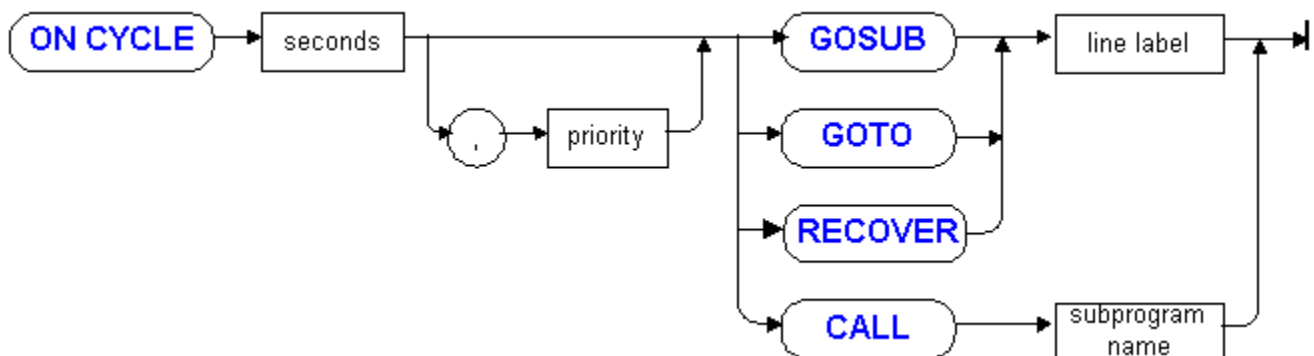 ON CYCLE
seconds
,
priority
GOSUB
GOTO
RECOVER
CALL
line label
subprogram
name